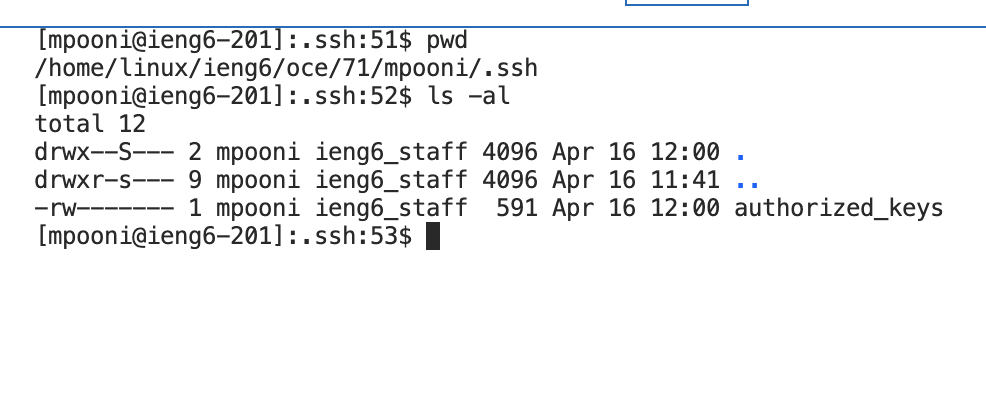 [mpooni@ieng6-201]:.ssh:51$ pwd
/home/linux/ieng6/oce/71/mpooni/.ssh
[mpooni@ieng6-201]:.ssh:52$ ls -al
total 12
drwx--S--- 2 mpooni ieng6_staff 4096 Apr 16 12:00 .
drwxr-s--- 9 mpooni ieng6_staff 4096 Apr 16 11:41 ..
-rw------- 1 mpooni ieng6_staff  591 Apr 16 12:00 authorized_keys
[mpooni@ieng6-201]:.ssh:53$